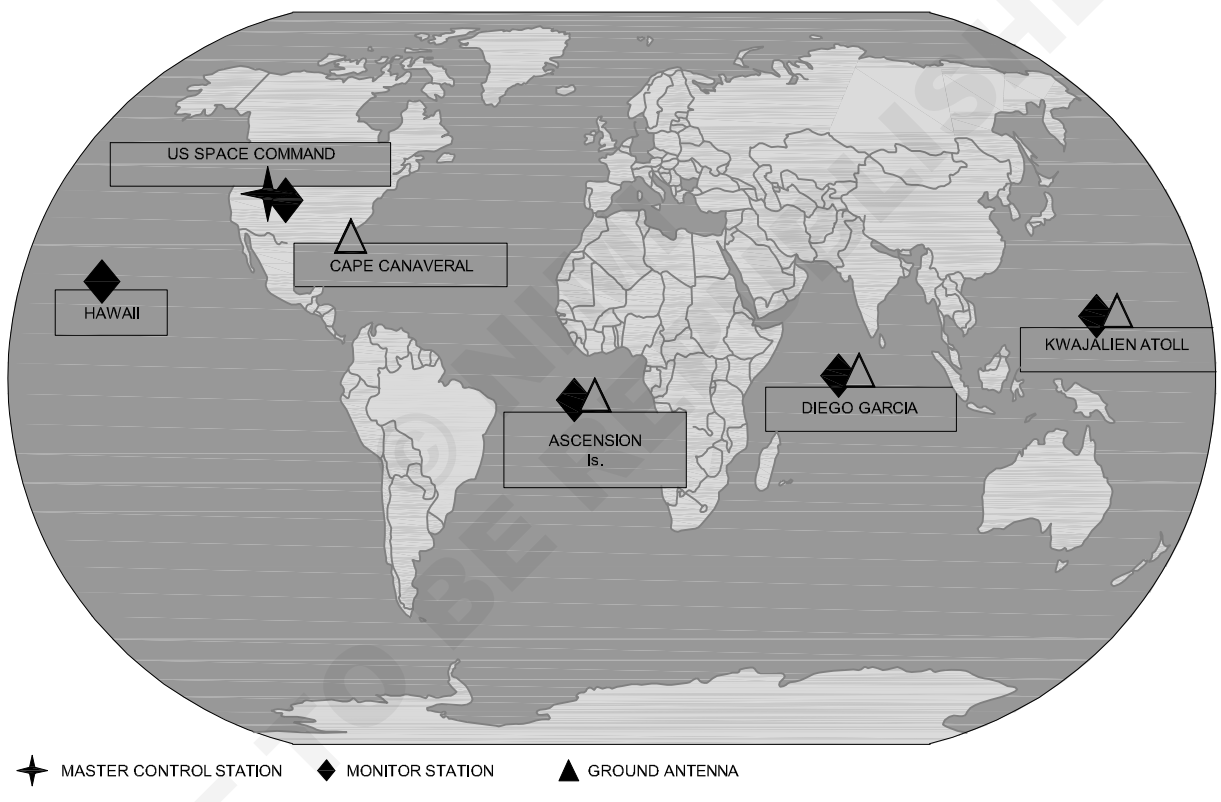 US SPACE COMMAND
CAPE CANAVERAL
HAWAII
KWAJALIEN ATOLL
DIEGO GARCIA
ASCENSION
Is.
MASTER CONTROL STATION
MONITOR STATION
GROUND ANTENNA